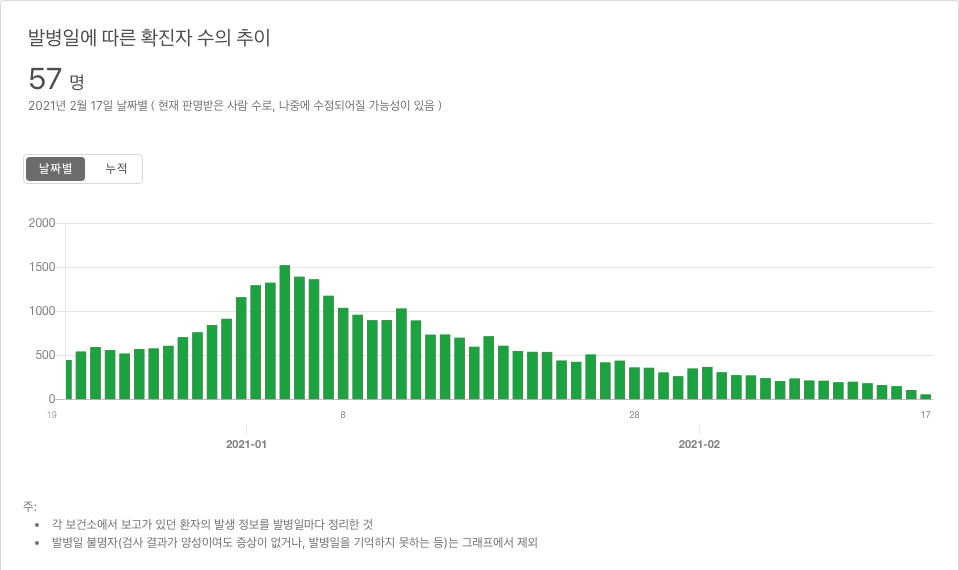 발병일에 따른 확진자 수의 추이
57 명
2021년 2월 17일 날짜별 ( 현재 판명받은 사람 수로, 나중에 수정되어질 가능성이 있음 )
날짜별 누적
2000
1500
1000
500
0
19 8 28 17
2021-01 2021-02
주:
• 각 보건소에서 보고가 있던 환자의 발생 정보를 발병일마다 정리한 것
• 발병일 불명자(검사 결과가 양성이여도 증상이 없거나, 발병일을 기억하지 못하는 등)는 그래프에서 제외